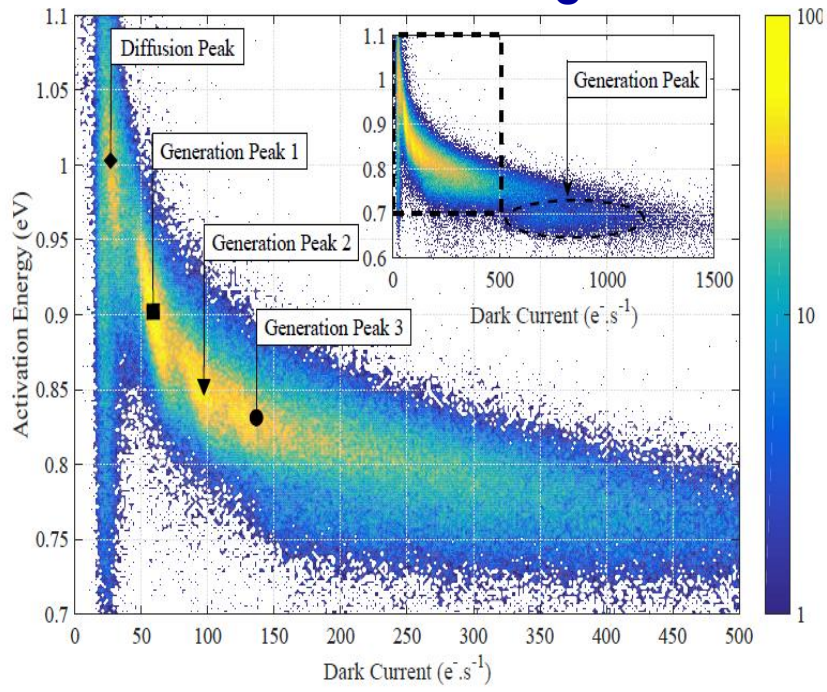 1.1
1.05
1
0.95
0.9
0.85
0.8
0.75
0.7
Activation Energy (eV)
0 50 100 150 200 250 300 350 400 450 500
Dark Current (e⁻.s⁻¹)
Diffusion Peak
Generation Peak 1
Generation Peak 2
Generation Peak 3
1.1
1
0.9
0.8
0.7
0.6
0 500 1000 1500
Dark Current (e⁻.s⁻¹)
Generation Peak
100
10
1